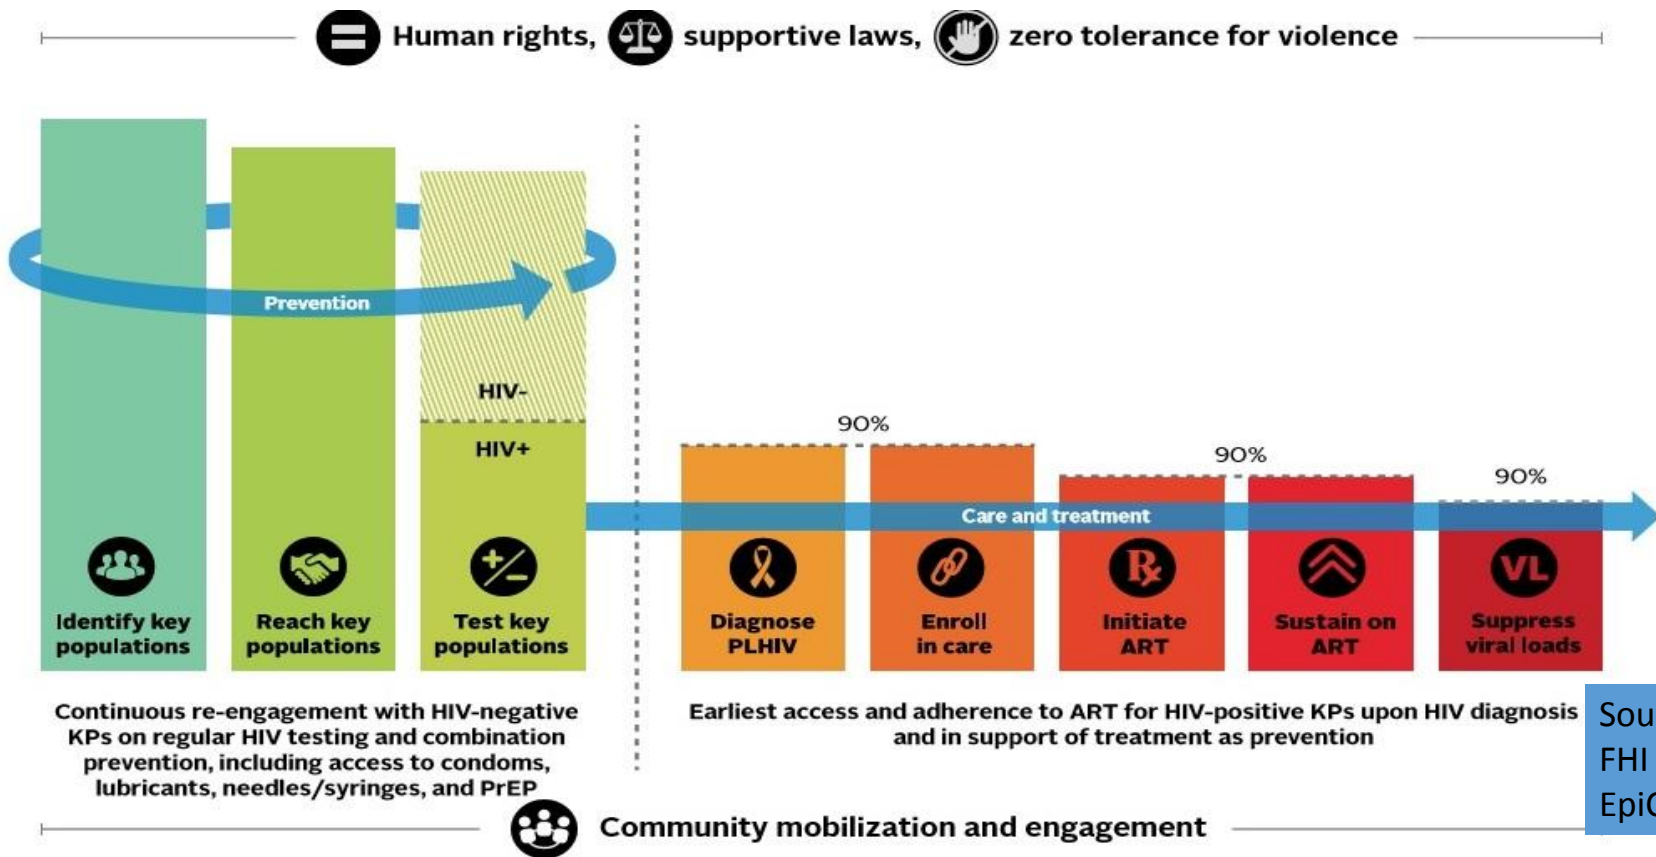 Human rights, supportive laws, zero tolerance for violence
Prevention
HIV-
HIV+
90%
90%
90%
Care and treatment
VL
Identify key
populations
Reach key
populations
Test key
populations
Diagnose
PLHIV
Enroll
in care
Initiate
ART
Sustain on
ART
Suppress
viral loads
Continuous re-engagement with HIV-negative
KPs on regular HIV testing and combination
prevention, including access to condoms,
lubricants, needles/syringes, and PrEP
Earliest access and adherence to ART for HIV-positive KPs upon HIV diagnosis
and in support of treatment as prevention
Sou
FHI
Epi
Community mobilization and engagement